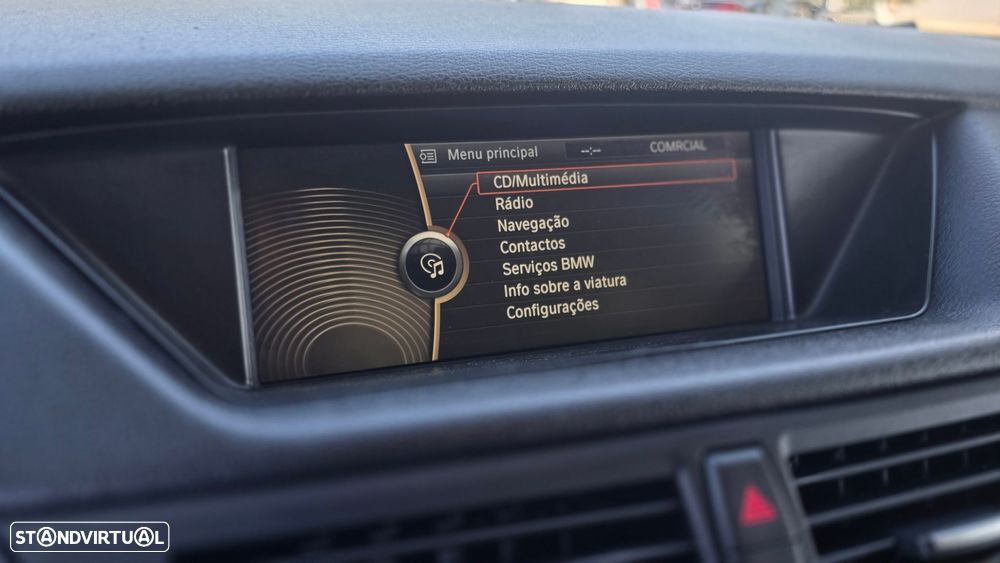 Menu principal --:-- COMRCIAL
CD/Multimédia
Rádio
Navegação
Contactos
Serviços BMW
Info sobre a viatura
Configurações
STANDVIRTUAL